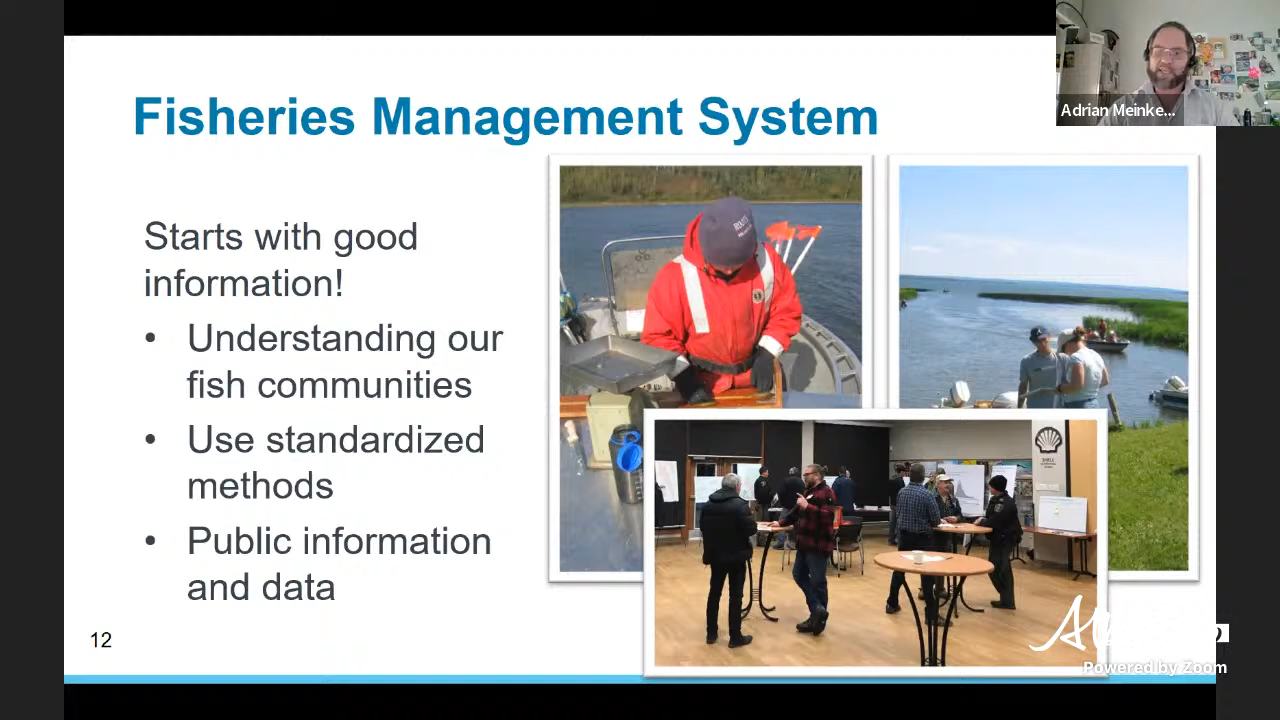 Fisheries Management System
Adrian Meinke...
Starts with good
information!
• Understanding our
fish communities
• Use standardized
methods
• Public information
and data
SHELL
12
Powered by Zoom